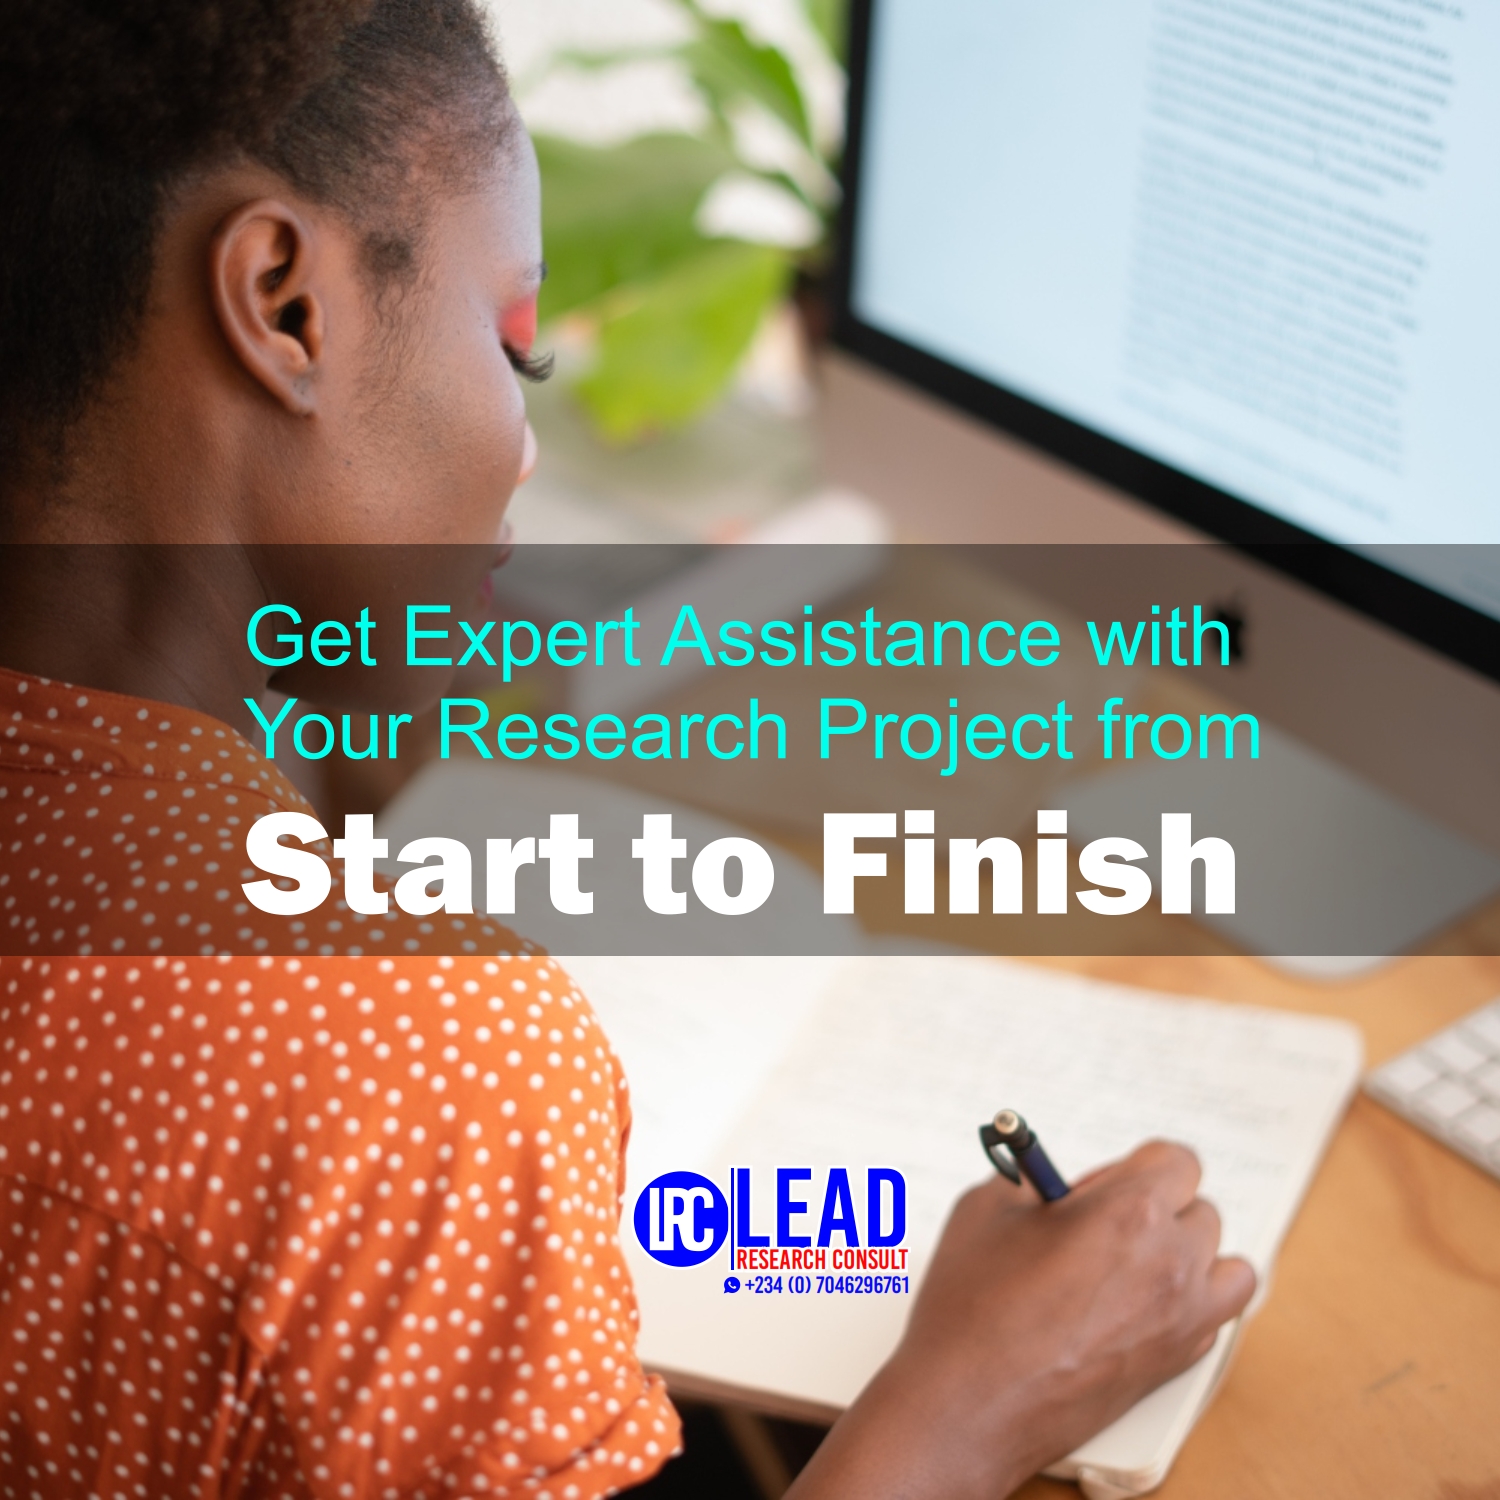 Get Expert Assistance with
Your Research Project from
Start to Finish
LRC LEAD
RESEARCH CONSULT
+234 (0) 7046296761